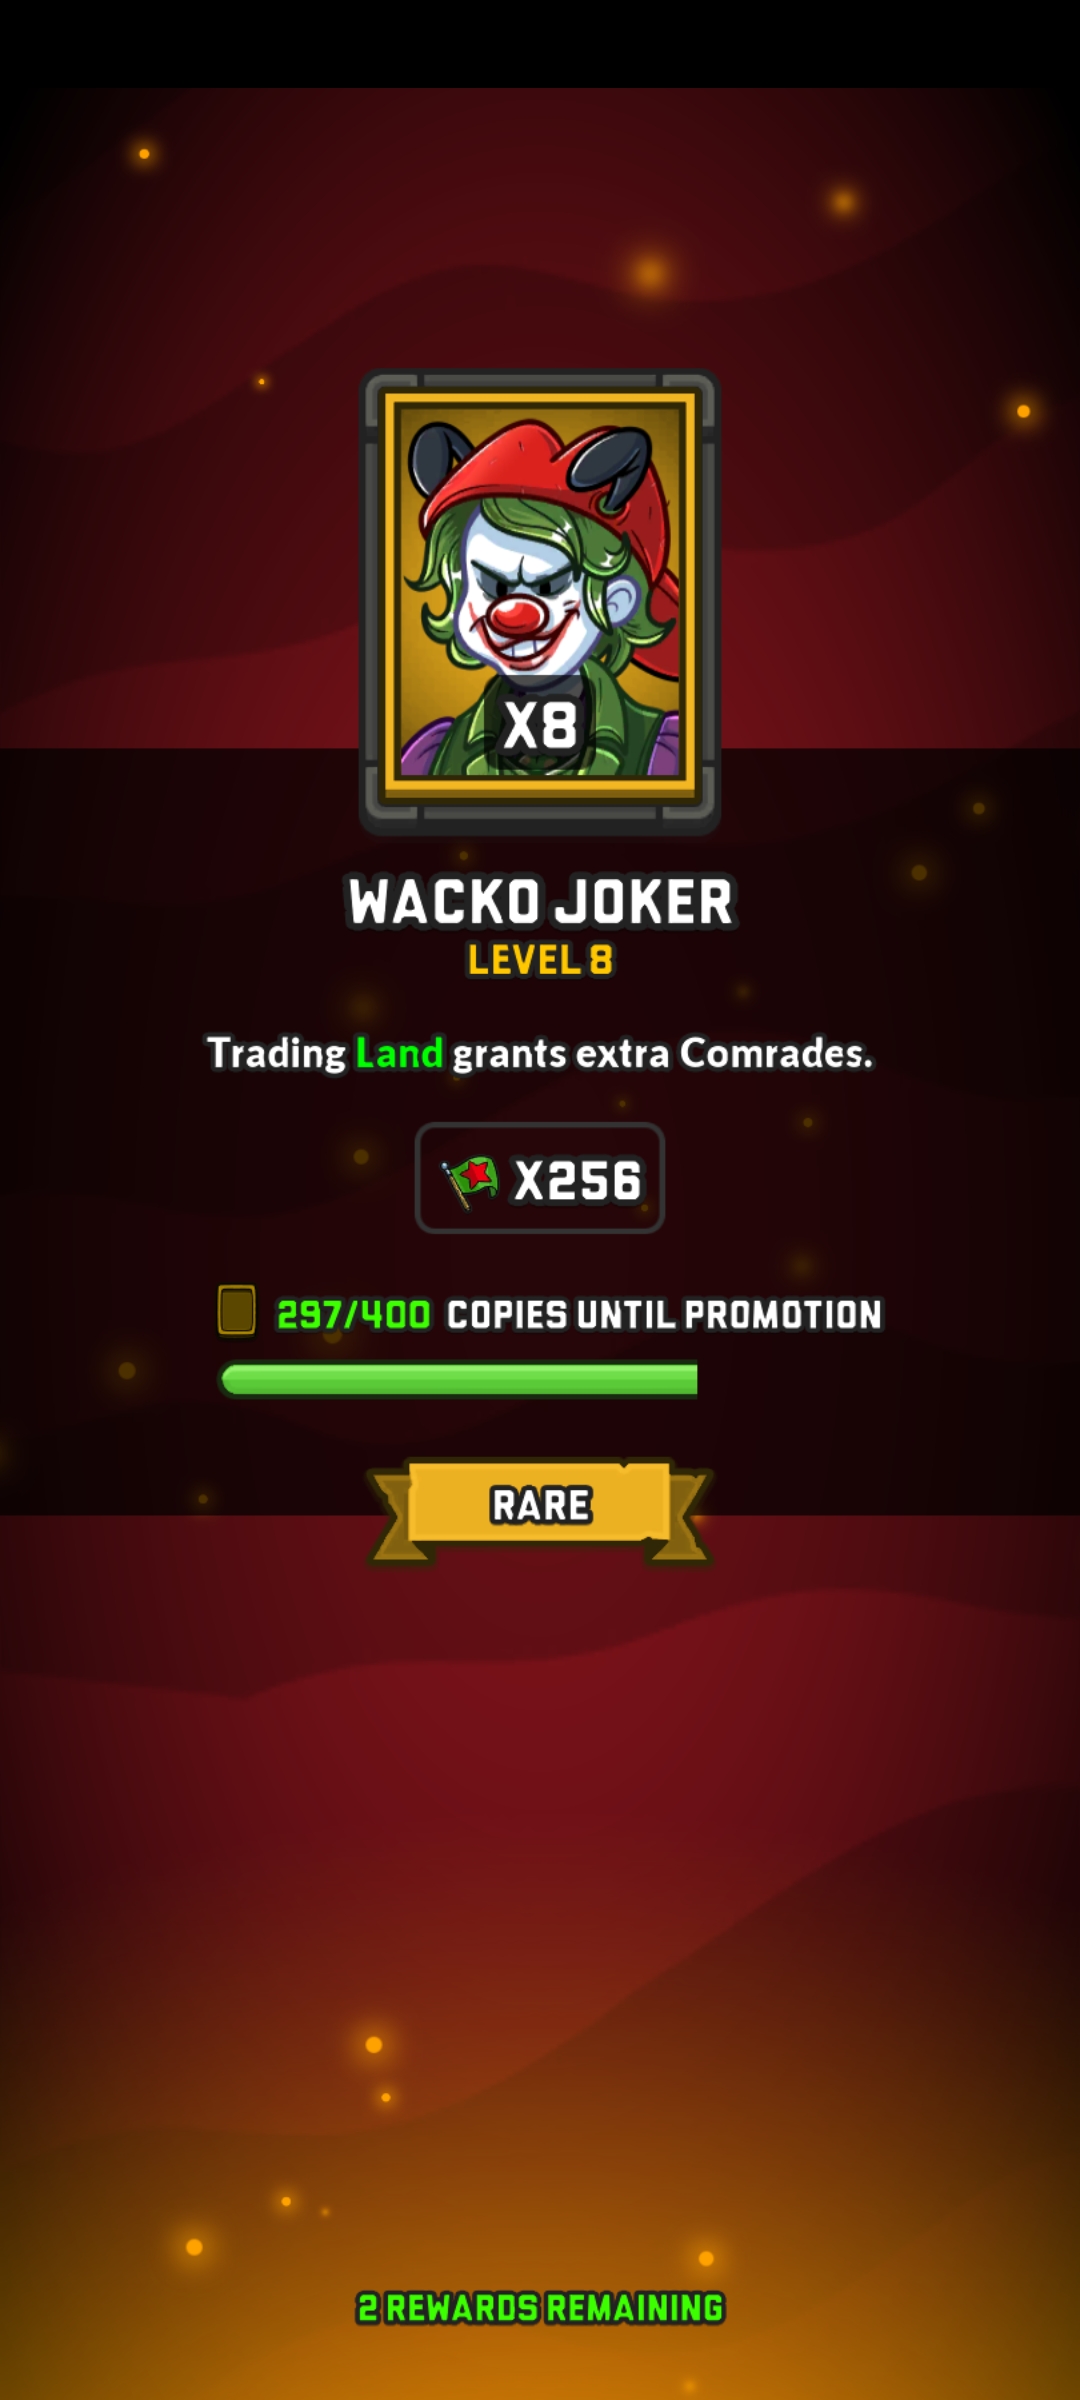 X8
WACKO JOKER
LEVEL 8
Trading Land grants extra Comrades.
X256
297/400 COPIES UNTIL PROMOTION
RARE
2 REWARDS REMAINING